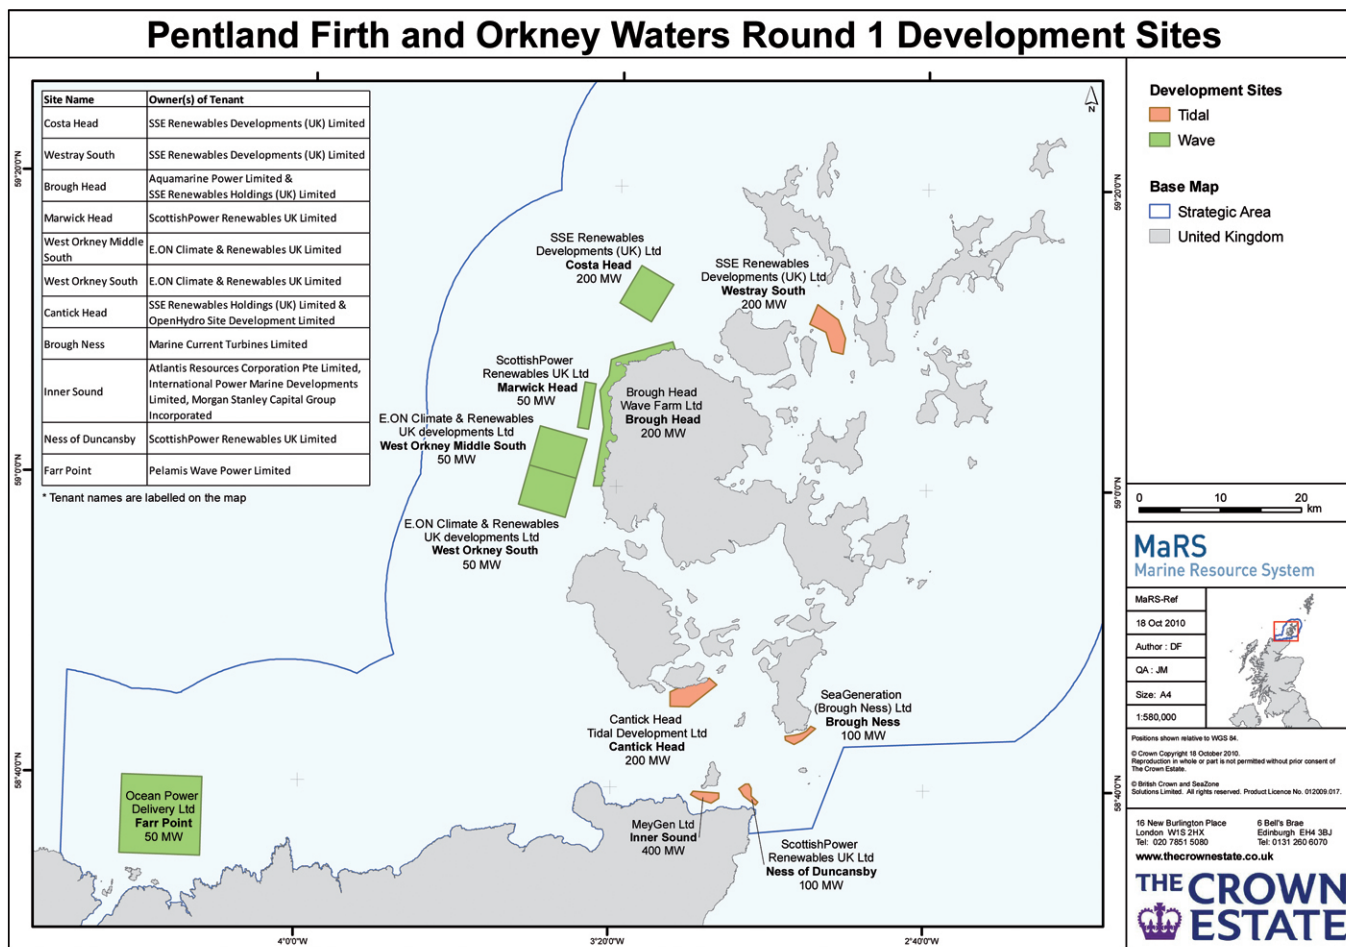 Pentland Firth and Orkney Waters Round 1 Development Sites
Site Name Owner(s) of Tenant
Costa Head SSE Renewables Developments (UK) Limited
Westray South SSE Renewables Developments (UK) Limited
Brough Head Aquamarine Power Limited &
SSE Renewables Holdings (UK) Limited
Marwick Head ScottishPower Renewables UK Limited
West Orkney Middle
South E.ON Climate & Renewables UK Limited
West Orkney South E.ON Climate & Renewables UK Limited
Cantick Head SSE Renewables Holdings (UK) Limited &
OpenHydro Site Development Limited
Brough Ness Marine Current Turbines Limited
Inner Sound Atlantis Resources Corporation Pte Limited,
International Power Marine Developments
Limited, Morgan Stanley Capital Group
Incorporated
Ness of Duncansby ScottishPower Renewables UK Limited
Farr Point Pelamis Wave Power Limited
* Tenant names are labelled on the map
N
59°20'0"N
59°0'0"N
58°40'0"N
59°20'0"N
59°0'0"N
58°40'0"N
4°0'0"W
3°20'0"W
2°40'0"W
SSE Renewables
Developments (UK) Ltd
Costa Head
200 MW
SSE Renewables
Developments (UK) Ltd
Westray South
200 MW
ScottishPower
Renewables UK Ltd
Marwick Head
50 MW
Brough Head
Wave Farm Ltd
Brough Head
200 MW
E.ON Climate & Renewables
UK developments Ltd
West Orkney Middle South
50 MW
E.ON Climate & Renewables
UK developments Ltd
West Orkney South
50 MW
Cantick Head
Tidal Development Ltd
Cantick Head
200 MW
SeaGeneration
(Brough Ness) Ltd
Brough Ness
100 MW
Ocean Power
Delivery Ltd
Farr Point
50 MW
MeyGen Ltd
Inner Sound
400 MW
ScottishPower
Renewables UK Ltd
Ness of Duncansby
100 MW
Development Sites
Tidal
Wave
Base Map
Strategic Area
United Kingdom
0 10 20
km
MaRS
Marine Resource System
MaRS-Ref
18 Oct 2010
Author : DF
QA : JM
Size: A4
1:580,000
Positions shown relative to WGS 84.
© Crown Copyright 18 October 2010.
Reproduction in whole or part is not permitted without prior consent of
The Crown Estate.
© British Crown and SeaZone
Solutions Limited. All rights reserved. Product Licence No. 012009.017.
16 New Burlington Place
London W1S 2HX
Tel: 020 7851 5080
6 Bell's Brae
Edinburgh EH4 3BJ
Tel: 0131 260 6070
www.thecrownestate.co.uk
THE CROWN
ESTATE